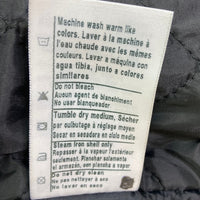 Machine wash warm like
colors. Laver à la machine à
l'eau chaude avec les mêmes
couleurs. Lavar a máquina con
agua tibia, junto a colores
similares
Do not bleach
Aucun agent de blanchiment
No usar blanqueador
Tumble dry medium, Sécher
par culbutage à réglage moyen
Secar en secadora en ciclo medio
Steam iron shell only
Repasser à la vapeur l'extérieur
seulement. Planchar solamente
el armazón, son planha a vapor
Do not dry clean
Ne pas nettoyer à sec
No lavar en seco